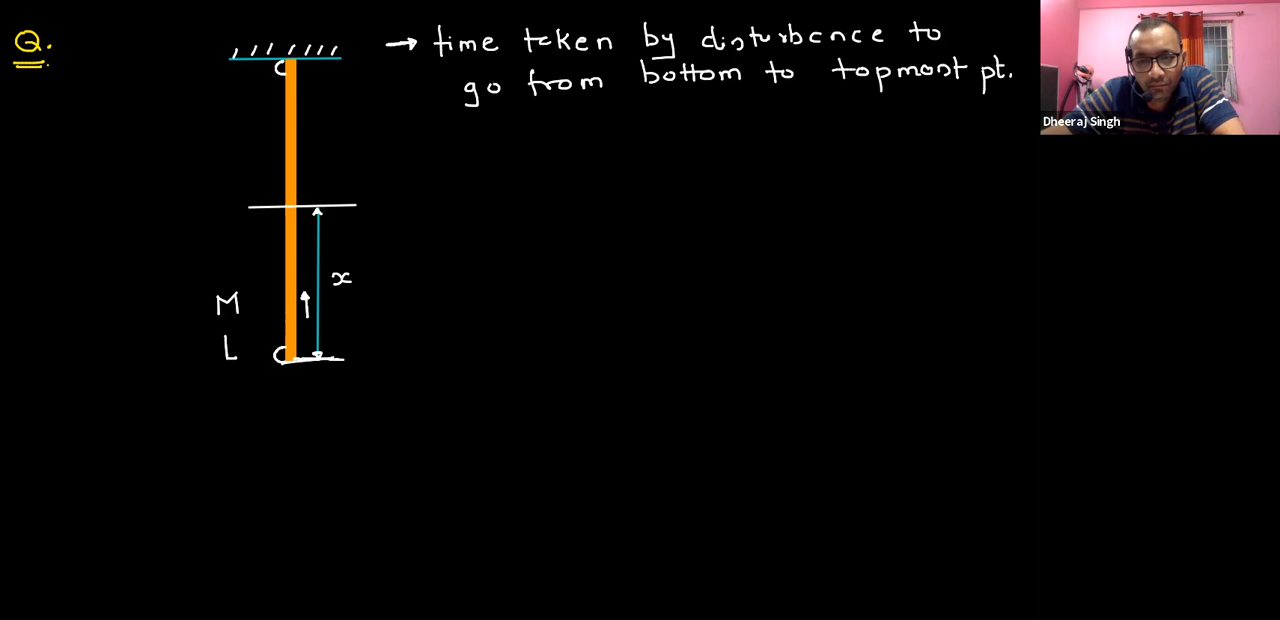 Q.
→ time taken by disturbance to
go from bottom to topmost pt.
x
M
L
Dheeraj Singh